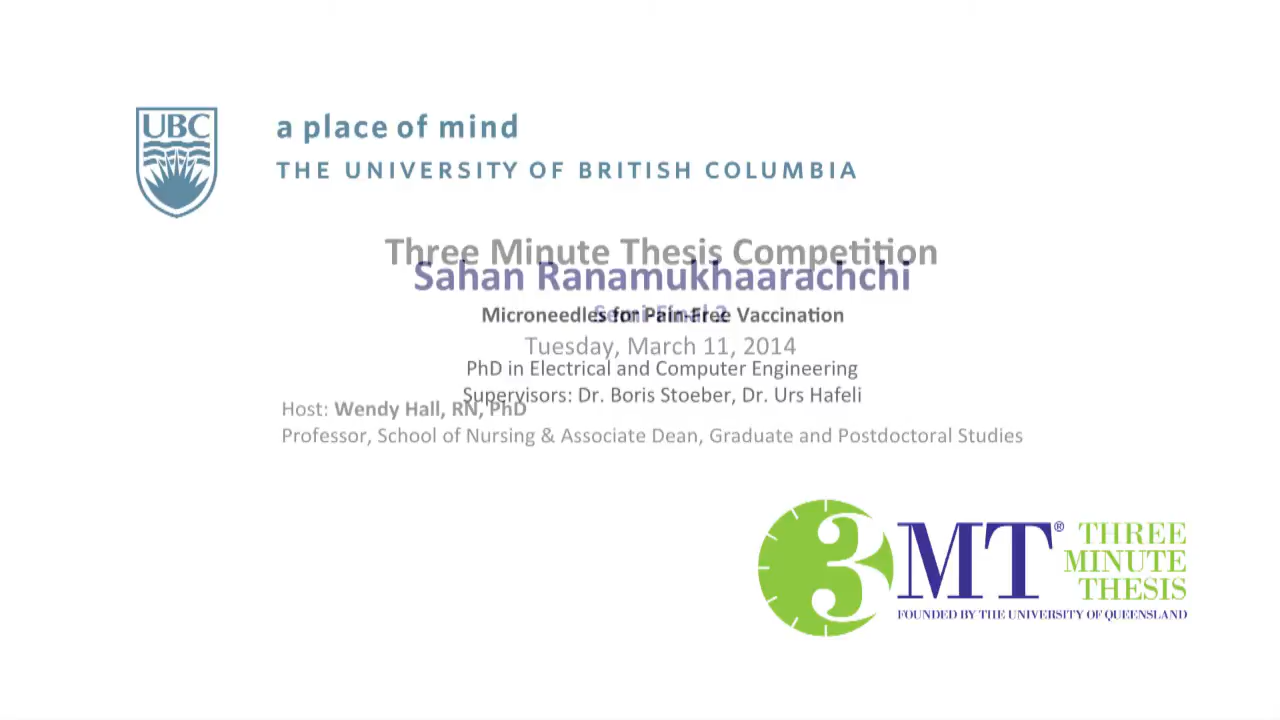 UBC
a place of mind
THE UNIVERSITY OF BRITISH COLUMBIA
Three Minute Thesis Competition
Sahan Ranamukhaarachchi
Semi-Final 2
Microneedles for Pain-Free Vaccination
Tuesday, March 11, 2014
PhD in Electrical and Computer Engineering
Supervisors: Dr. Boris Stoeber, Dr. Urs Hafeli
Host: Wendy Hall, RN, PhD
Professor, School of Nursing & Associate Dean, Graduate and Postdoctoral Studies
3MT® THREE
MINUTE
THESIS
FOUNDED BY THE UNIVERSITY OF QUEENSLAND